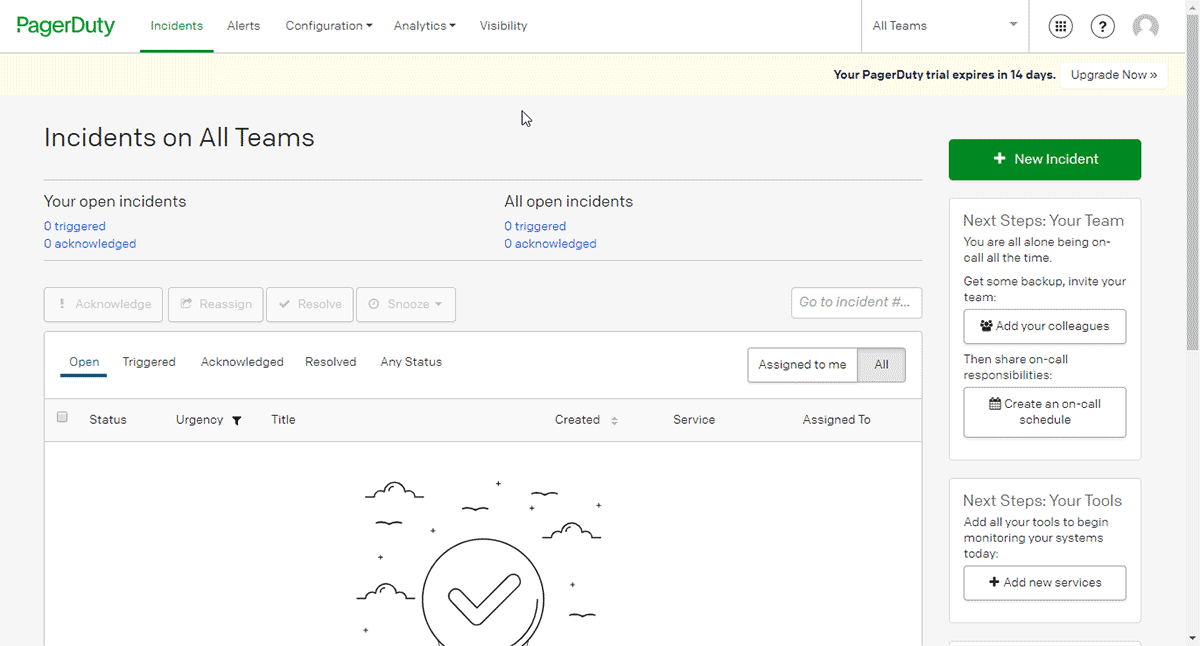 PagerDuty
Incidents Alerts Configuration Analytics Visibility
All Teams
?
Your PagerDuty trial expires in 14 days. Upgrade Now »
Incidents on All Teams
+ New Incident
Your open incidents
0 triggered
0 acknowledged
All open incidents
0 triggered
0 acknowledged
Next Steps: Your Team
You are all alone being on-
call all the time.
Get some backup, invite your
team:
Add your colleagues
Then share on-call
responsibilities:
Create an on-call
schedule
! Acknowledge Reassign Resolve Snooze
Go to incident #...
Open Triggered Acknowledged Resolved Any Status
Assigned to me All
Status Urgency Title Created Service Assigned To
Next Steps: Your Tools
Add all your tools to begin
monitoring your systems
today:
+ Add new services